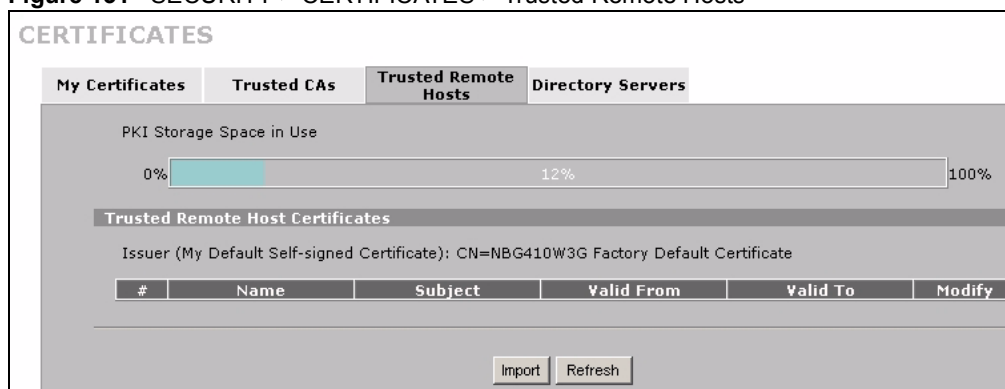 CERTIFICATES
My Certificates
Trusted CAs
Trusted Remote
Hosts
Directory Servers
PKI Storage Space in Use
0%
12%
100%
Trusted Remote Host Certificates
Issuer (My Default Self-signed Certificate): CN=NBG410W3G Factory Default Certificate
# Name Subject Valid From Valid To Modify
Import Refresh